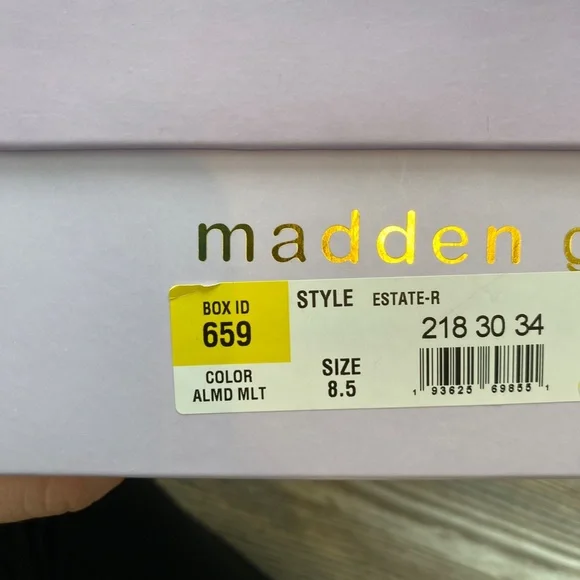 madden g
BOX ID
659
COLOR
ALMD MLT
STYLE ESTATE-R
218 30 34
SIZE
8.5
1 93625 69855 1